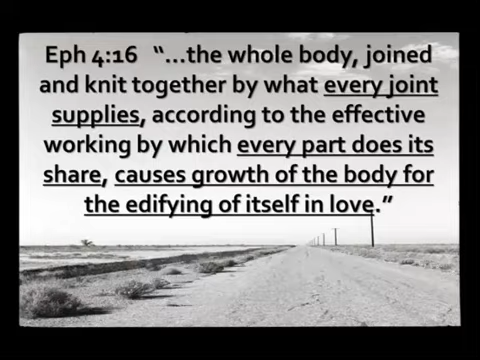 Eph 4:16 “...the whole body, joined
and knit together by what every joint
supplies, according to the effective
working by which every part does its
share, causes growth of the body for
the edifying of itself in love.”